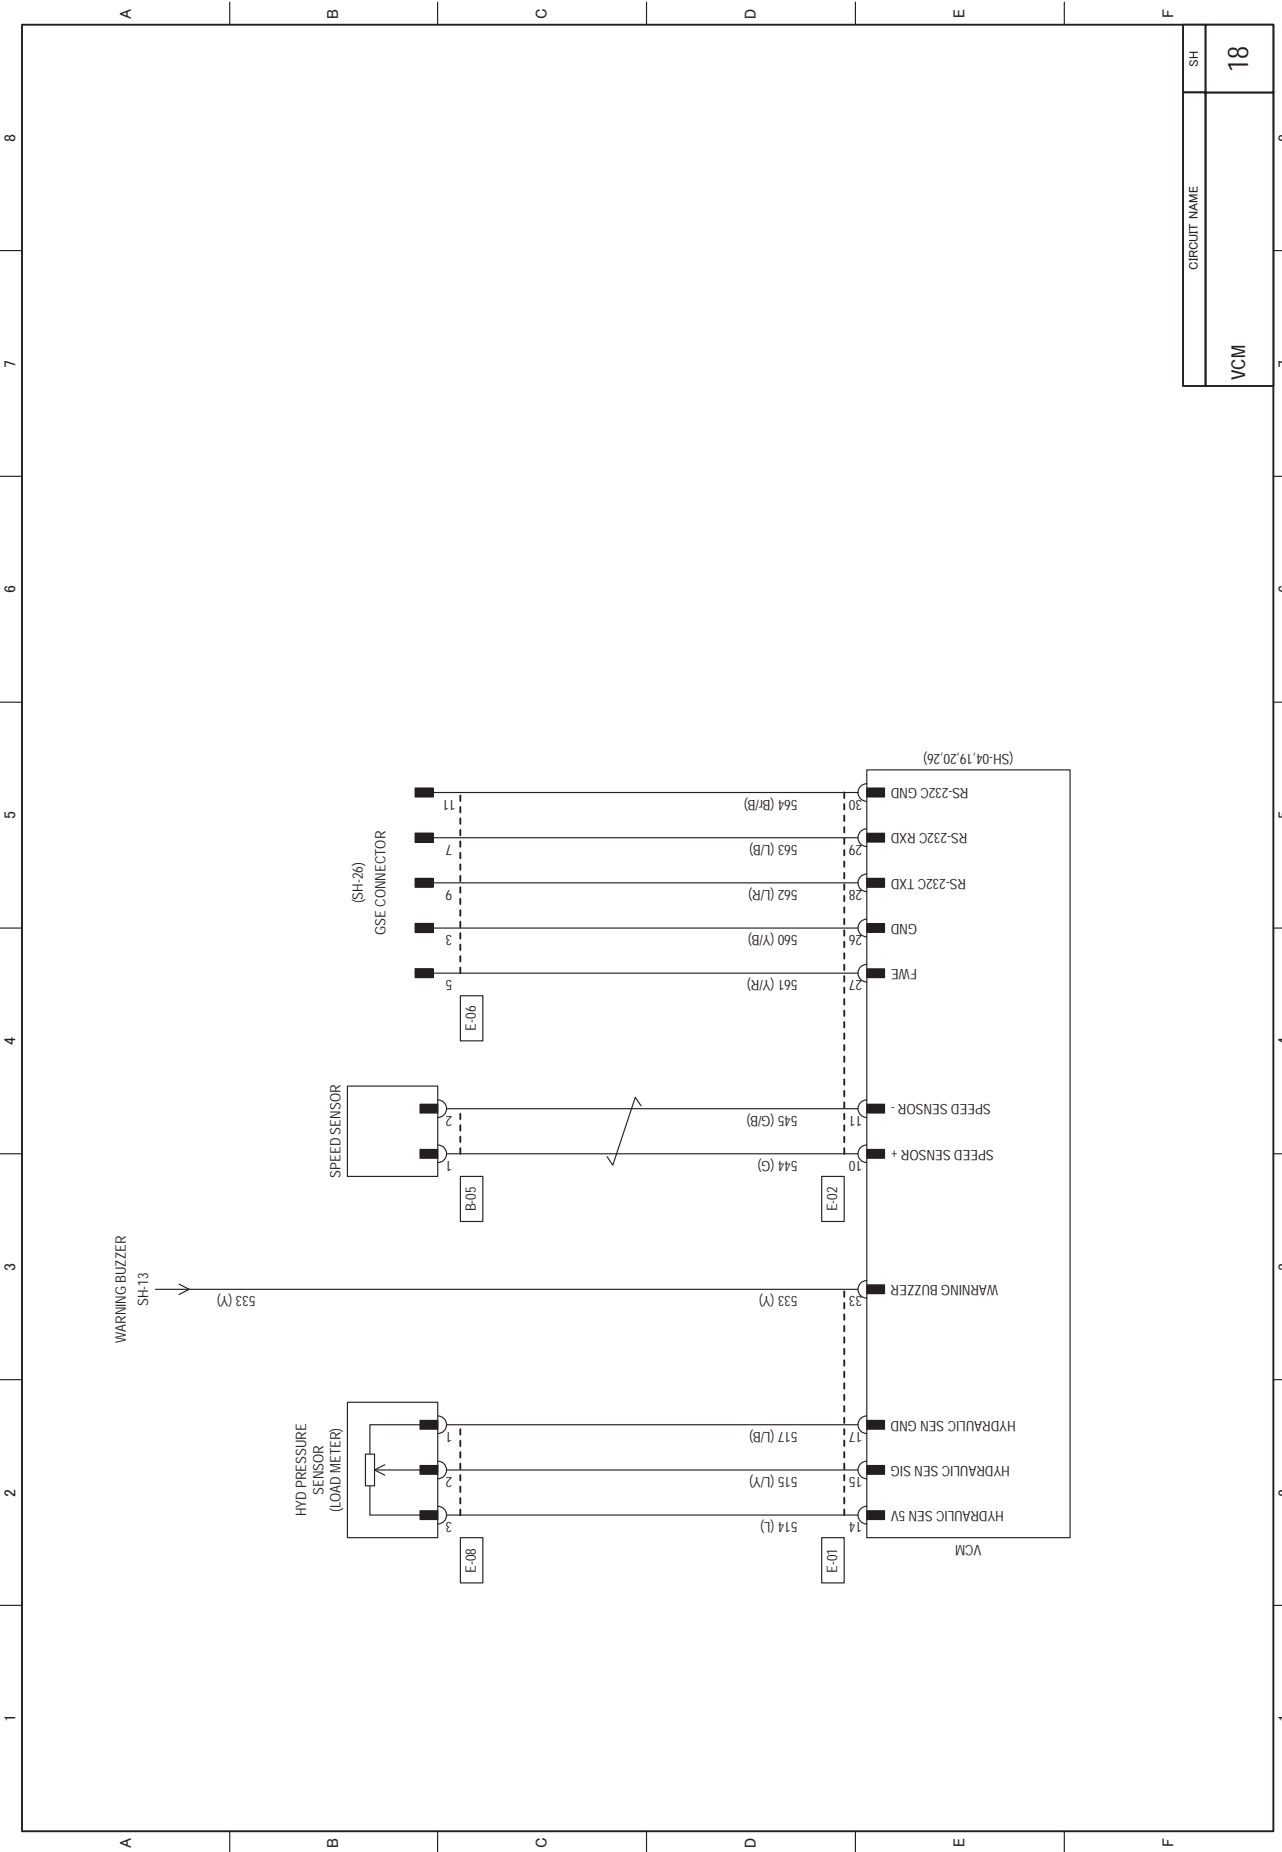 1 2 3 4 5 6 7 8
A
B
C
D
E
F
WARNING BUZZER
SH-13
533 (Y)
HYD PRESSURE
SENSOR
(LOAD METER)
3 2 1
E-08
SPEED SENSOR
1 2
B-05
(SH-26)
GSE CONNECTOR
5 3 9 7 11
E-06
514 (L)
515 (L/Y)
517 (L/B)
533 (Y)
544 (G)
545 (G/B)
561 (Y/R)
560 (Y/B)
562 (L/R)
563 (L/B)
564 (Br/B)
E-01
14 15 17 33
E-02
10 11 27 26 28 29 30
VCM
HYDRAULIC SEN 5V
HYDRAULIC SEN SIG
HYDRAULIC SEN GND
WARNING BUZZER
SPEED SENSOR +
SPEED SENSOR -
FWE
GND
RS-232C TXD
RS-232C RXD
RS-232C GND
(SH-04,19,20,26)
CIRCUIT NAME
SH
VCM
18
A
B
C
D
E
F